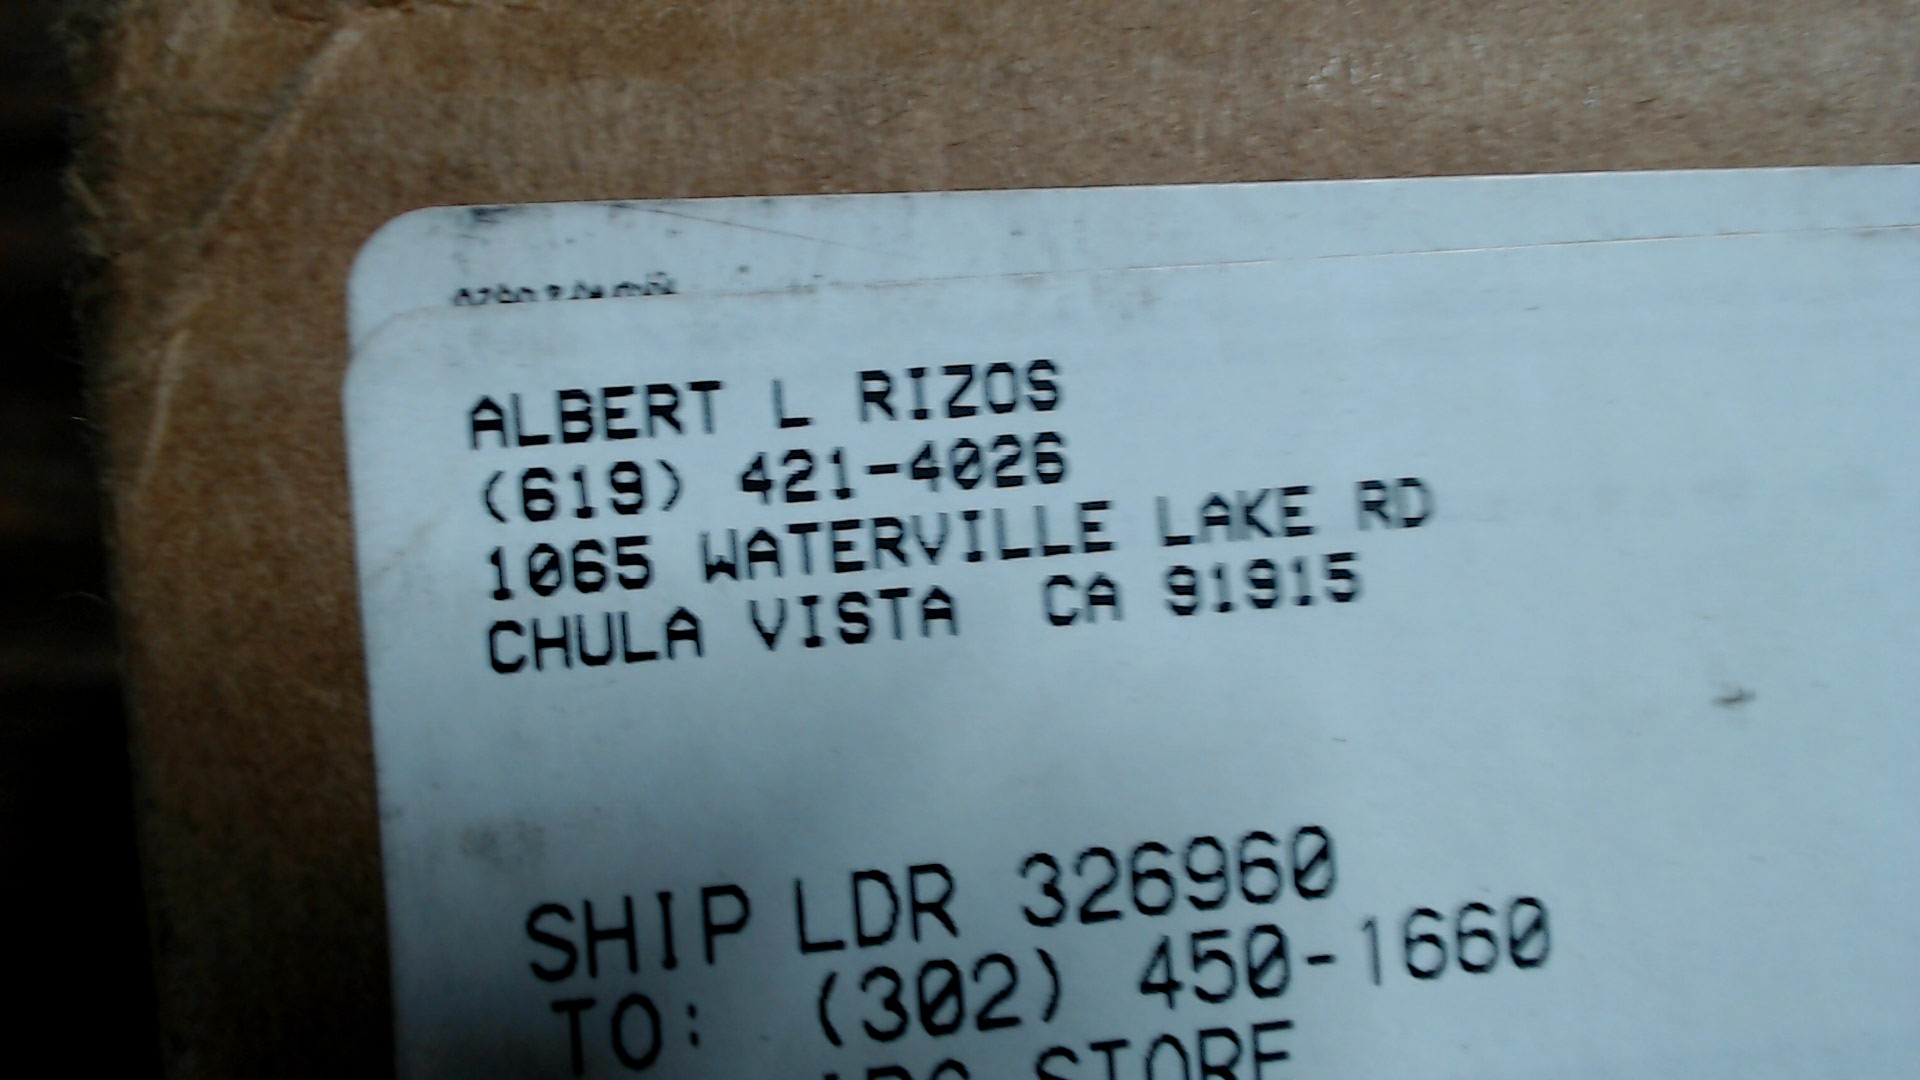 ALBERT L RIZOS
(619) 421-4026
1065 WATERVILLE LAKE RD
CHULA VISTA CA 91915
SHIP LDR 326960
TO: (302) 450-1660
STORE